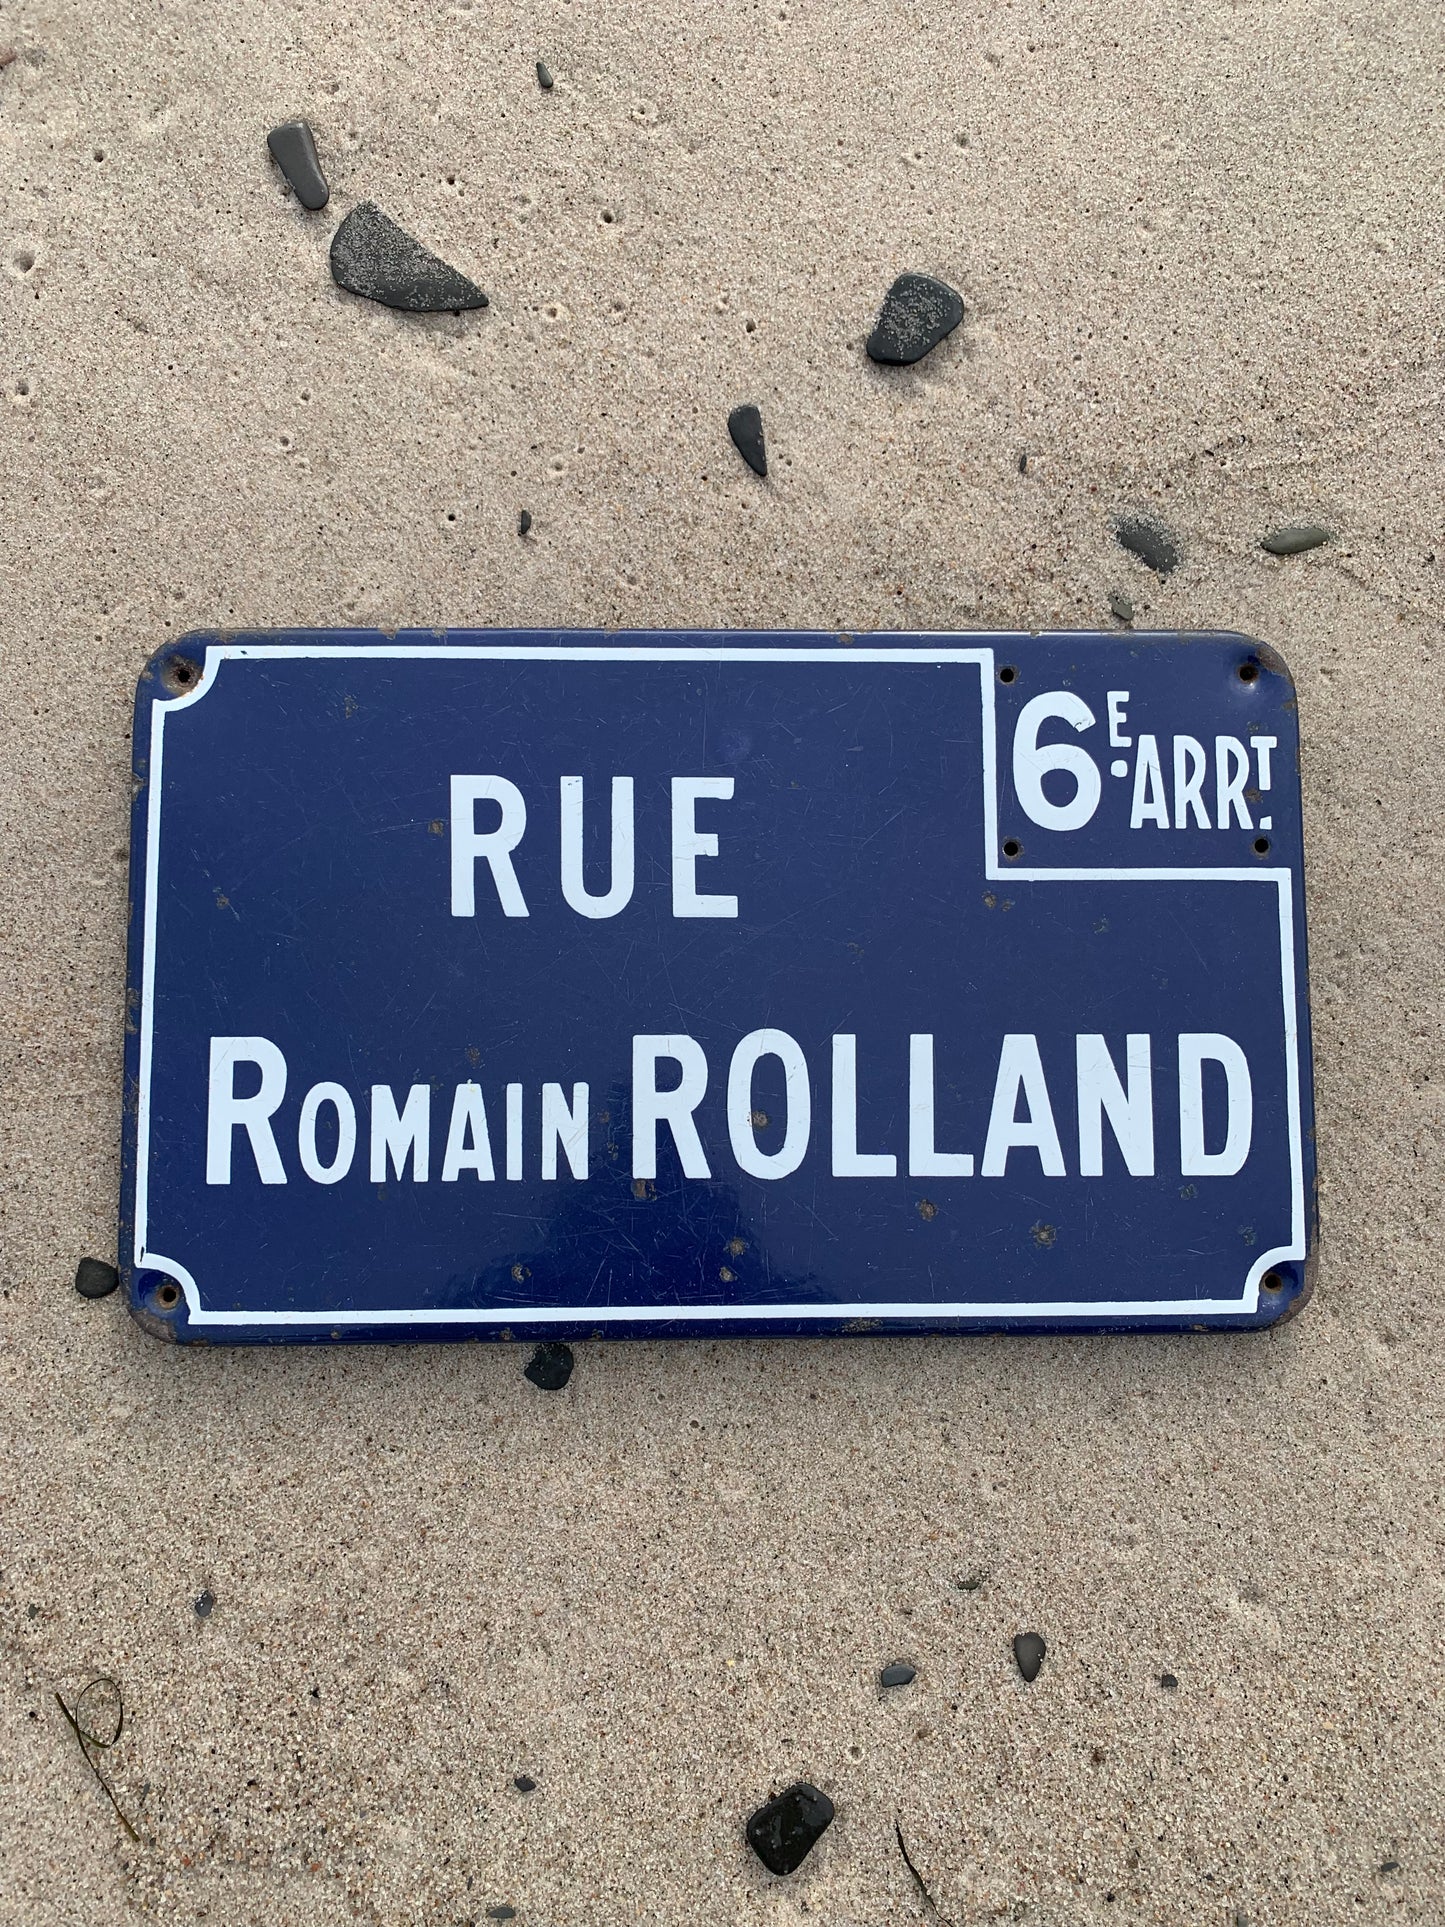 6E. ARRT.
RUE
ROMAIN ROLLAND